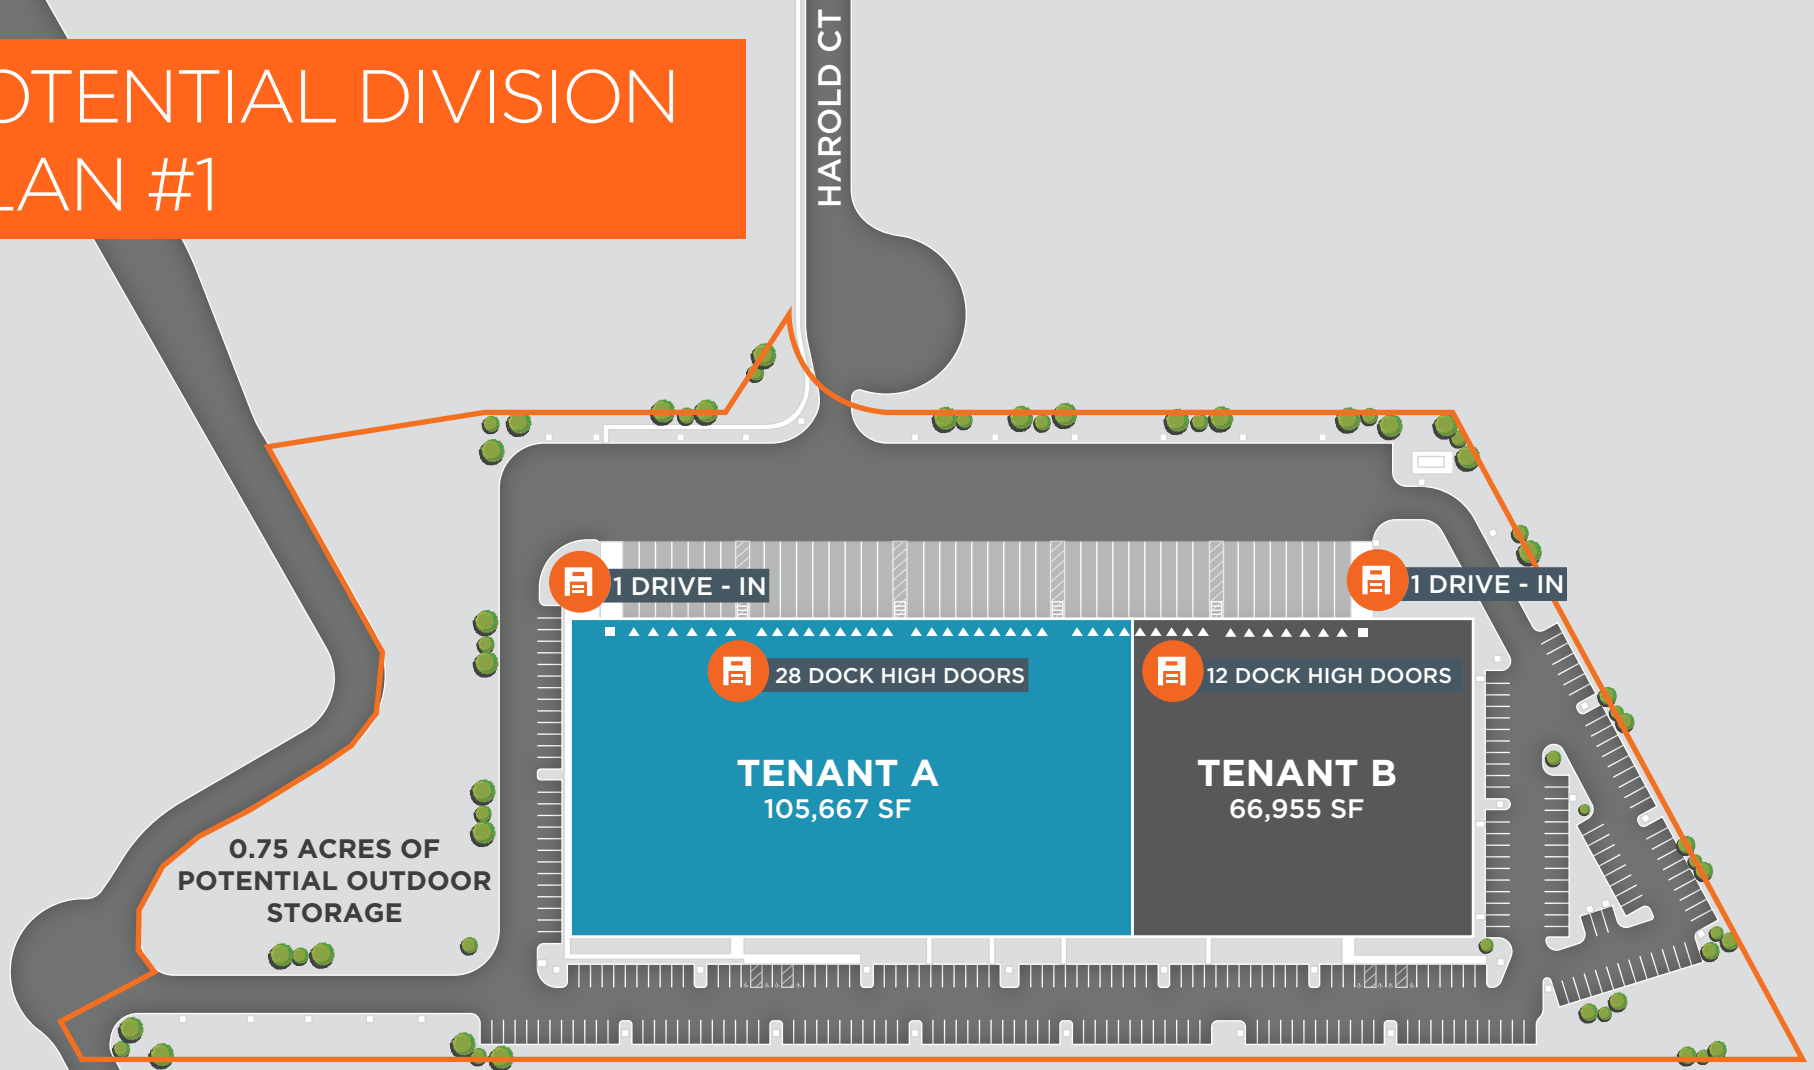 OTENTIAL DIVISION
LAN #1
HAROLD CT
1 DRIVE - IN
1 DRIVE - IN
28 DOCK HIGH DOORS
12 DOCK HIGH DOORS
TENANT A
105,667 SF
TENANT B
66,955 SF
0.75 ACRES OF
POTENTIAL OUTDOOR
STORAGE